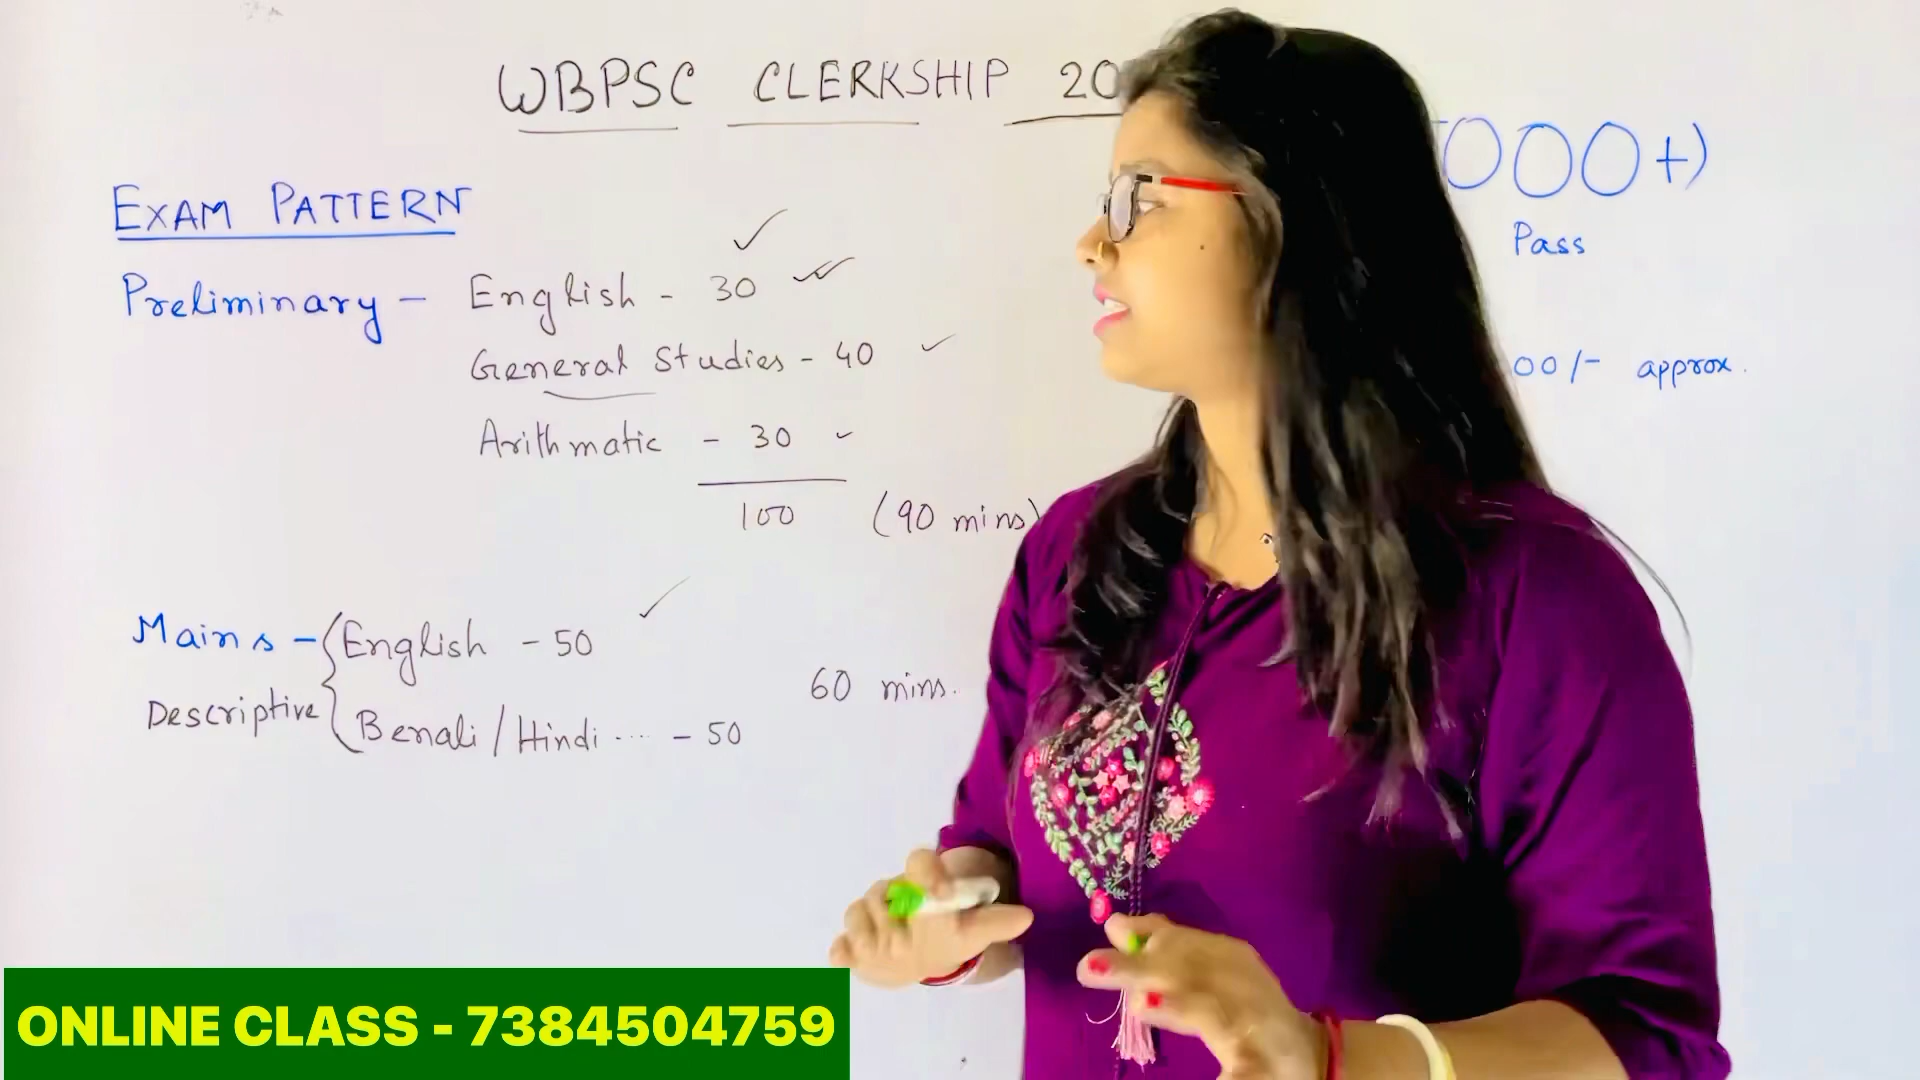 WBPSC CLERKSHIP 20
000+)
EXAM PATTERN
Pass
Preliminary - English - 30
General Studies - 40
00/- approx.
Arithmatic - 30
100 (90 mins)
Mains - English - 50
60 mins.
Descriptive Benali / Hindi .... - 50
ONLINE CLASS - 7384504759